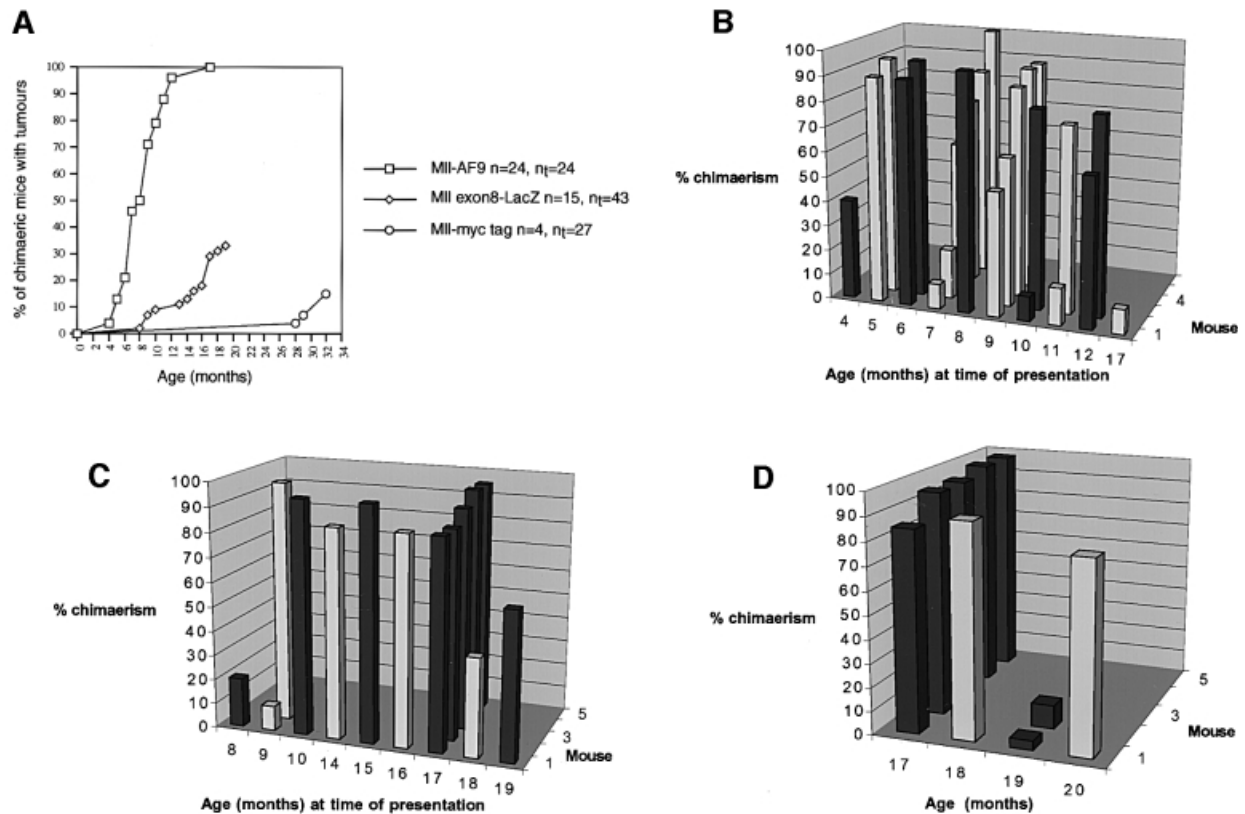 A
% of chimaeric mice with tumours
100
90
80
70
60
50
40
30
20
10
0
0 2 4 6 8 10 12 14 16 18 20 22 24 26 28 30 32 34
Age (months)
Mll-AF9 n=24, nt=24
Mll exon8-LacZ n=15, nt=43
Mll-myc tag n=4, nt=27
B
% chimaerism
100
90
80
70
60
50
40
30
20
10
0
4 5 6 7 8 9 10 11 12 17
1
4
Mouse
Age (months) at time of presentation
C
% chimaerism
100
90
80
70
60
50
40
30
20
10
0
8 9 10 14 15 16 17 18 19
1
3
5
Mouse
Age (months) at time of presentation
D
% chimaerism
100
90
80
70
60
50
40
30
20
10
0
17 18 19 20
1
3
5
Mouse
Age (months)